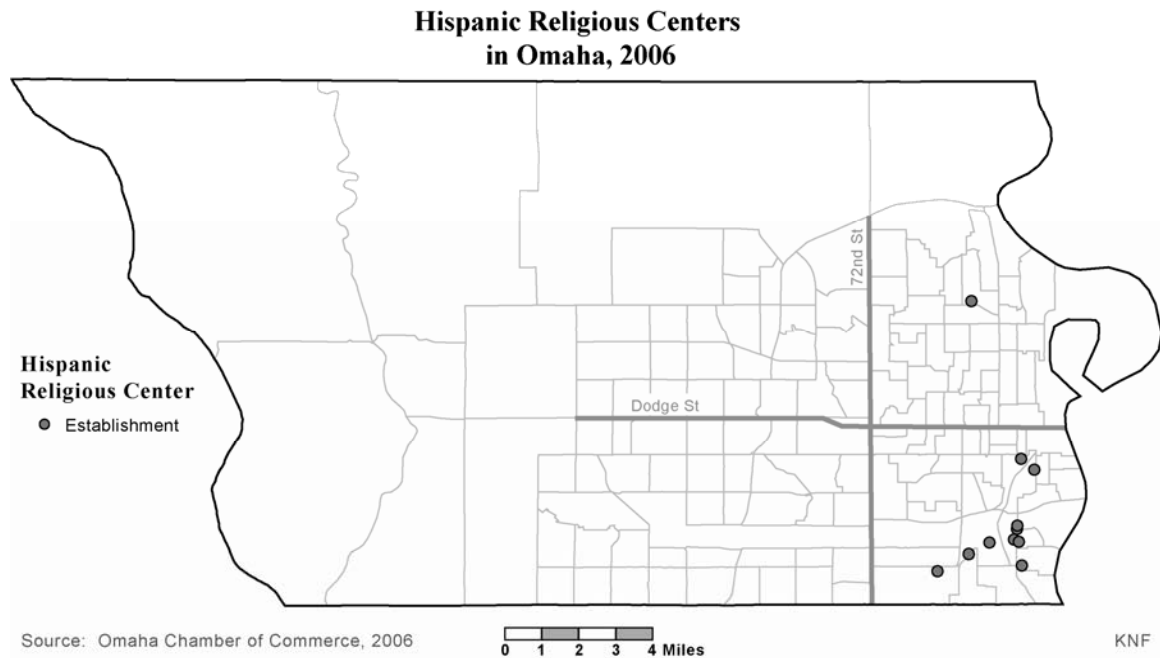 Hispanic Religious Centers
in Omaha, 2006
72nd St
Dodge St
Hispanic
Religious Center
Establishment
Source: Omaha Chamber of Commerce, 2006
0 1 2 3 4 Miles
KNF